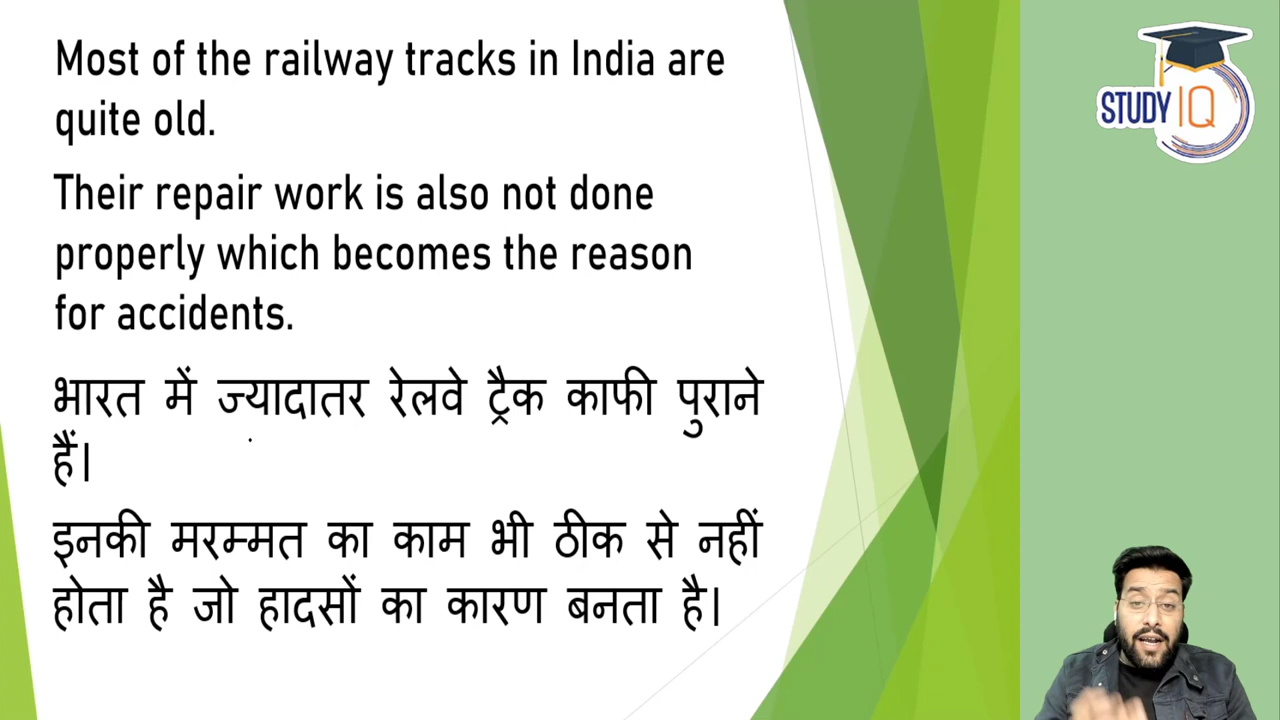 Most of the railway tracks in India are
quite old.
Their repair work is also not done
properly which becomes the reason
for accidents.
भारत में ज्यादातर रेलवे ट्रैक काफी पुराने
हैं।
इनकी मरम्मत का काम भी ठीक से नहीं
होता है जो हादसों का कारण बनता है।
STUDY IQ